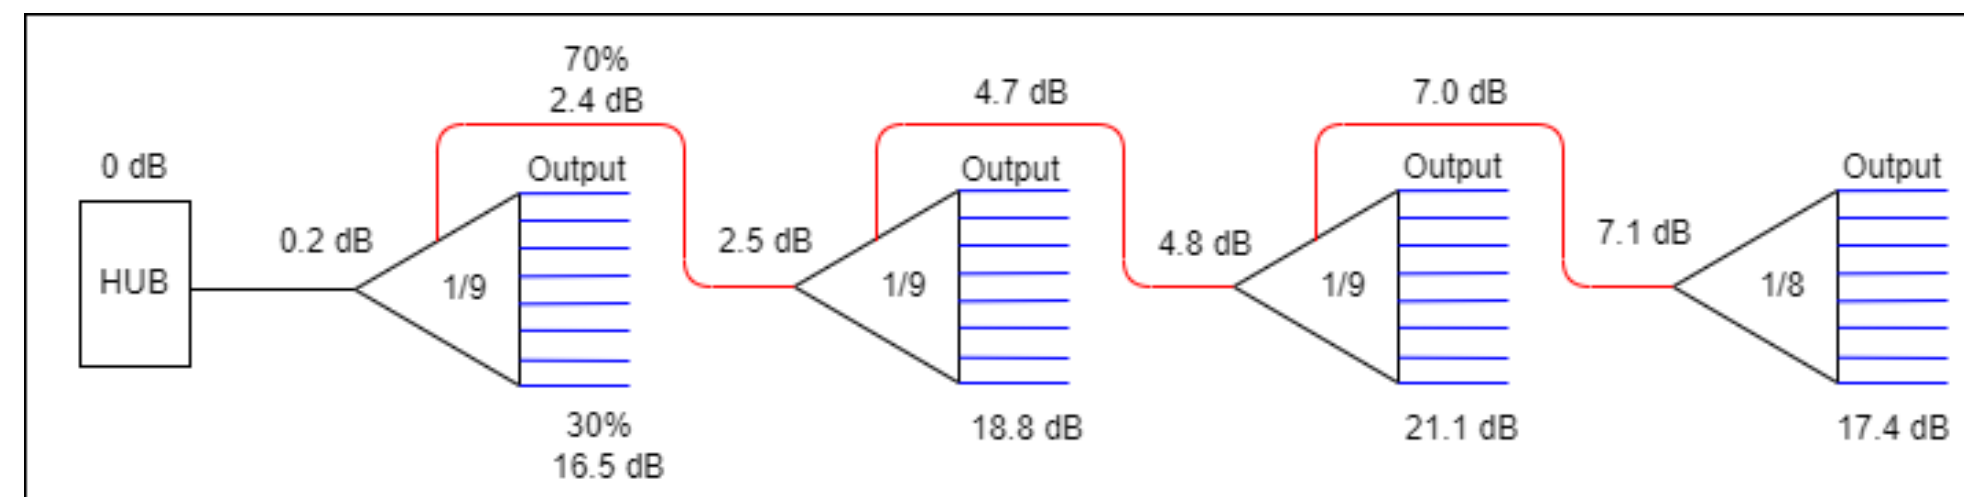 70%
2.4 dB
4.7 dB
7.0 dB
0 dB
Output
Output
Output
Output
0.2 dB
2.5 dB
4.8 dB
7.1 dB
HUB
1/9
1/9
1/9
1/8
30%
16.5 dB
18.8 dB
21.1 dB
17.4 dB